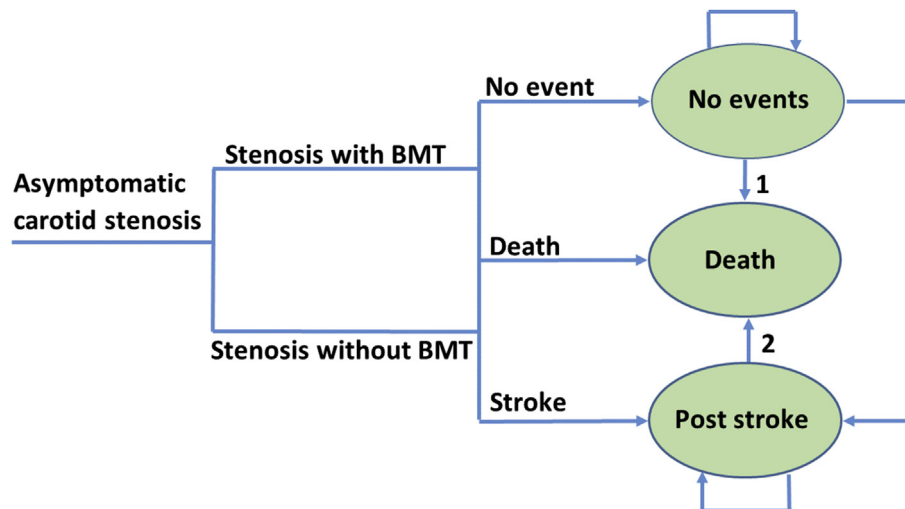 No event
No events
Stenosis with BMT
Asymptomatic
carotid stenosis
1
Death
Death
Stenosis without BMT
2
Stroke
Post stroke